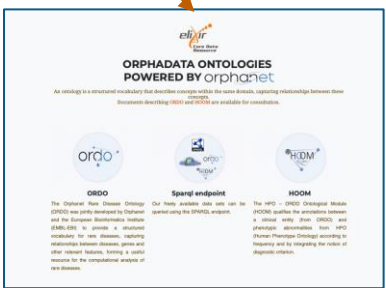 elixir
Core Data
Resource
ORPHADATA ONTOLOGIES
POWERED BY orphanet
An ontology is a structured vocabulary that describes concepts within the same domain, capturing relationships between these
concepts.
Documents describing ORDO and HOOM are available for consultation.
ordo
ordo
HOOM
HOOM
ORDO
Sparql endpoint
HOOM
The Orphanet Rare Disease Ontology
(ORDO) was jointly developed by Orphanet
and the European Bioinformatics Institute
(EMBL-EBI) to provide a structured
vocabulary for rare diseases, capturing
relationships between diseases, genes and
other relevant features, forming a useful
resource for the computational analysis of
rare diseases.
Our freely available data sets can be
queried using the SPARQL endpoint
The HPO – ORDO Ontological Module
(HOOM) qualifies the annotations between
a clinical entity (from ORDO) and
phenotypic abnormalities from HPO
(Human Phenotype Ontology) according to
frequency and by integrating the notion of
diagnostic criterion.